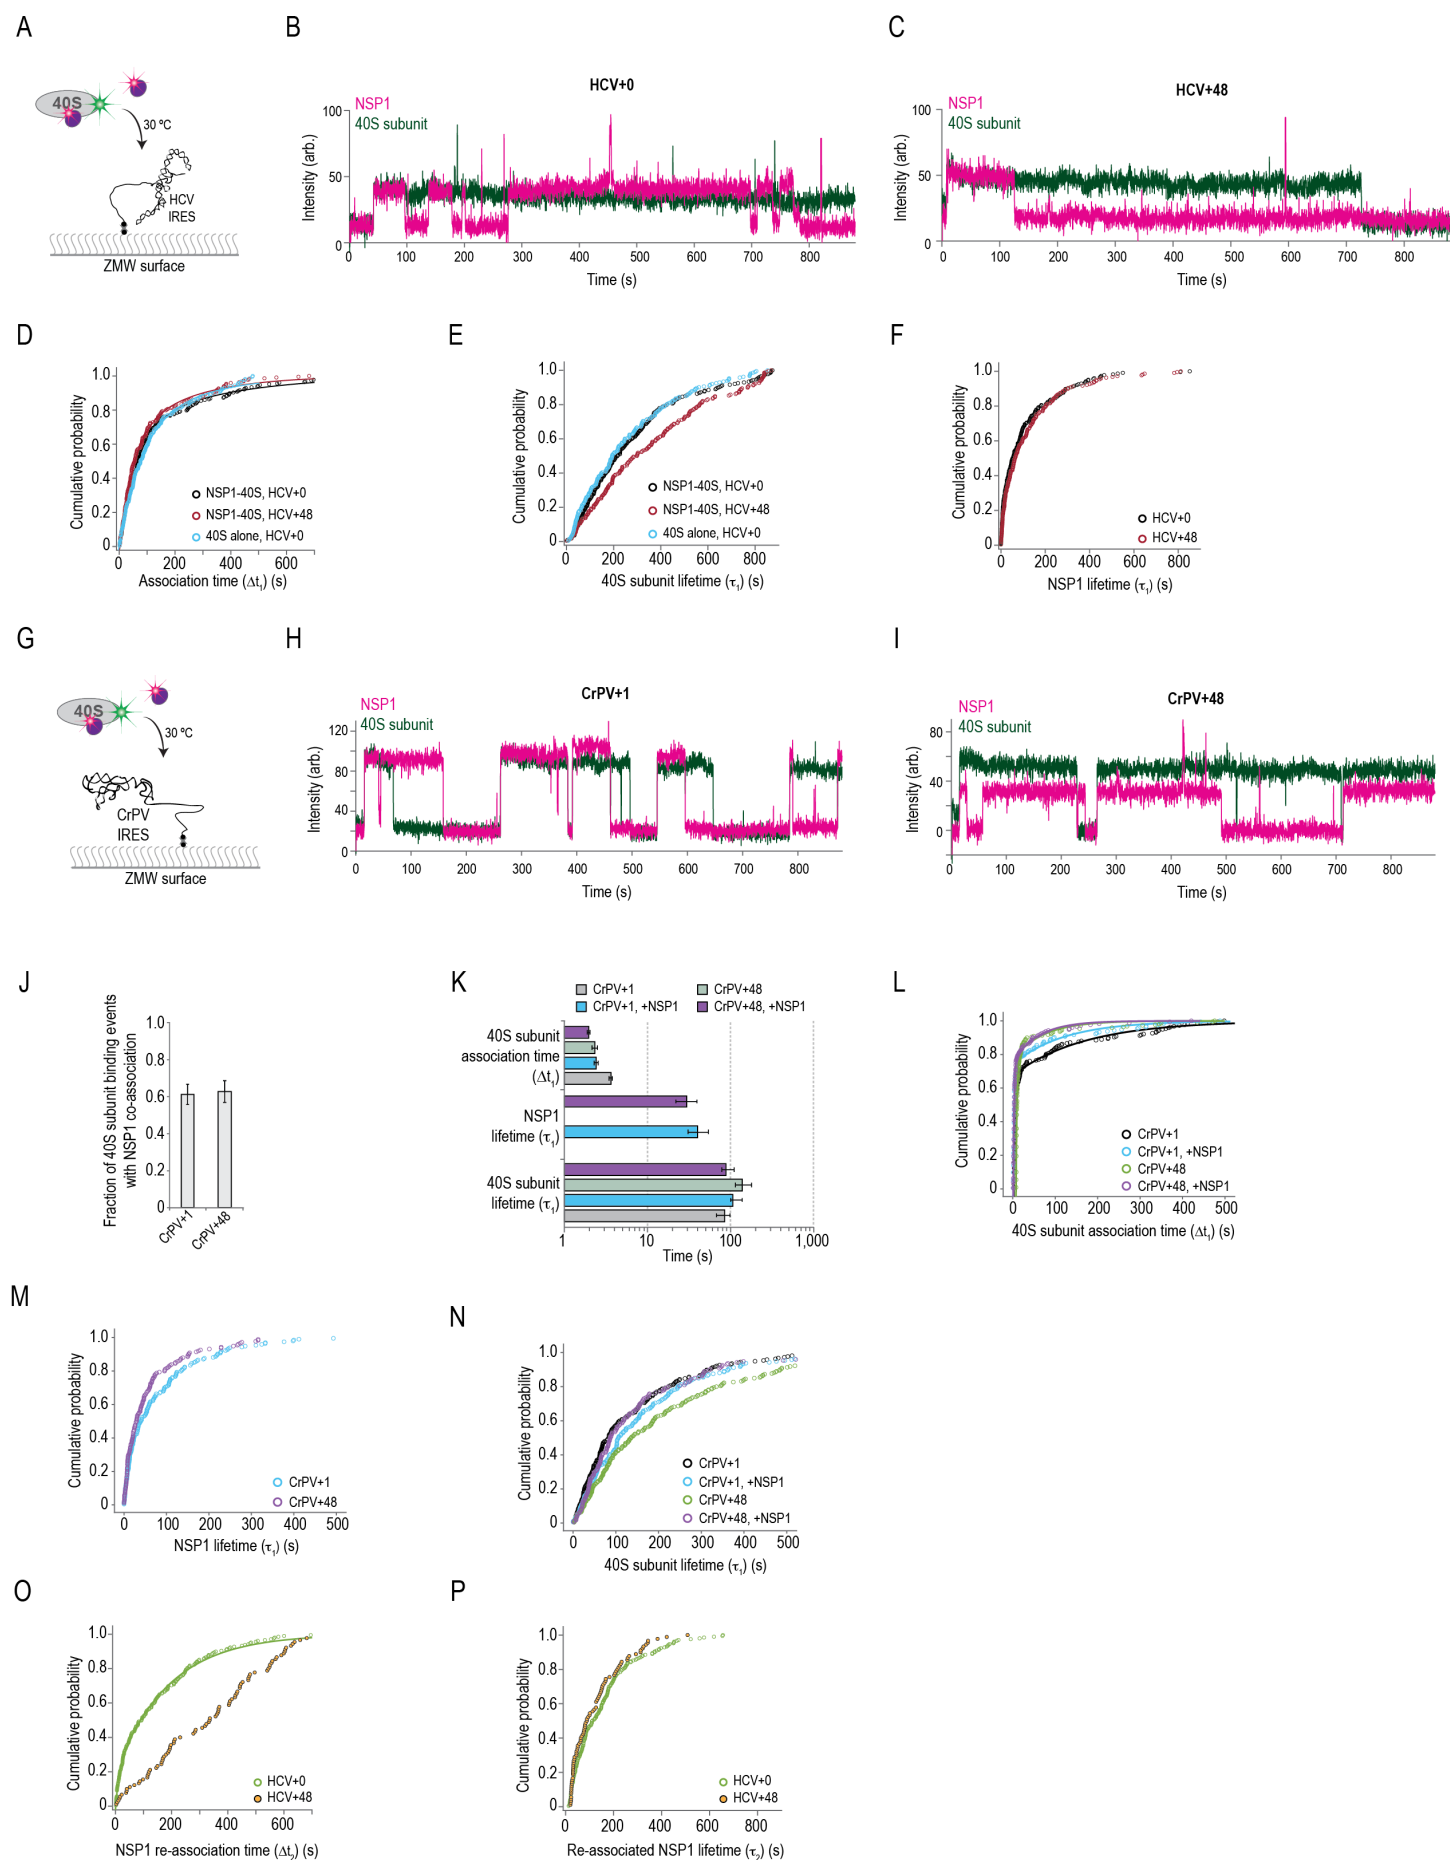 A
40S
30 ºC
HCV
IRES
ZMW surface
B
HCV+0
NSP1
40S subunit
Intensity (arb.)
100
50
0
0 100 200 300 400 500 600 700 800
Time (s)
C
HCV+48
NSP1
40S subunit
Intensity (arb.)
100
50
0
0 100 200 300 400 500 600 700 800
Time (s)
D
Cumulative probability
1.0
0.8
0.6
0.4
0.2
0
NSP1-40S, HCV+0
NSP1-40S, HCV+48
40S alone, HCV+0
0 200 400 600
Association time (Δt1) (s)
E
Cumulative probability
1.0
0.8
0.6
0.4
0.2
0
NSP1-40S, HCV+0
NSP1-40S, HCV+48
40S alone, HCV+0
0 200 400 600 800
40S subunit lifetime (τ1) (s)
F
Cumulative probability
1.0
0.8
0.6
0.4
0.2
0
HCV+0
HCV+48
0 200 400 600 800
NSP1 lifetime (τ1) (s)
G
40S
30 ºC
CrPV
IRES
ZMW surface
H
CrPV+1
NSP1
40S subunit
Intensity (arb.)
120
80
40
0
0 100 200 300 400 500 600 700 800
Time (s)
I
CrPV+48
NSP1
40S subunit
Intensity (arb.)
80
40
0
0 100 200 300 400 500 600 700 800
Time (s)
J
Fraction of 40S subunit binding events
with NSP1 co-association
1.0
0.8
0.6
0.4
0.2
0
CrPV+1
CrPV+48
K
CrPV+1
CrPV+48
CrPV+1, +NSP1
CrPV+48, +NSP1
40S subunit
association time
(Δt1)
NSP1
lifetime (τ1)
40S subunit
lifetime (τ1)
1 10 100 1,000
Time (s)
L
Cumulative probability
1.0
0.8
0.6
0.4
0.2
0
CrPV+1
CrPV+1, +NSP1
CrPV+48
CrPV+48, +NSP1
0 100 200 300 400 500
40S subunit association time (Δt1) (s)
M
Cumulative probability
1.0
0.8
0.6
0.4
0.2
0
CrPV+1
CrPV+48
0 100 200 300 400 500
NSP1 lifetime (τ1) (s)
N
Cumulative probability
1.0
0.8
0.6
0.4
0.2
0
CrPV+1
CrPV+1, +NSP1
CrPV+48
CrPV+48, +NSP1
0 100 200 300 400 500
40S subunit lifetime (τ1) (s)
O
Cumulative probability
1.0
0.8
0.6
0.4
0.2
0
HCV+0
HCV+48
0 200 400 600
NSP1 re-association time (Δt2) (s)
P
Cumulative probability
1.0
0.8
0.6
0.4
0.2
0
HCV+0
HCV+48
0 200 400 600 800
Re-associated NSP1 lifetime (τ2) (s)